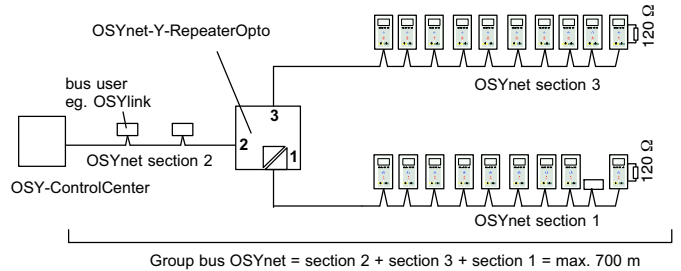 OSYnet-Y-RepeaterOpto
120 Ω
OSYnet section 3
bus user
eg. OSYlink
3
2
1
OSYnet section 2
OSY-ControlCenter
120 Ω
OSYnet section 1
Group bus OSYnet = section 2 + section 3 + section 1 = max. 700 m